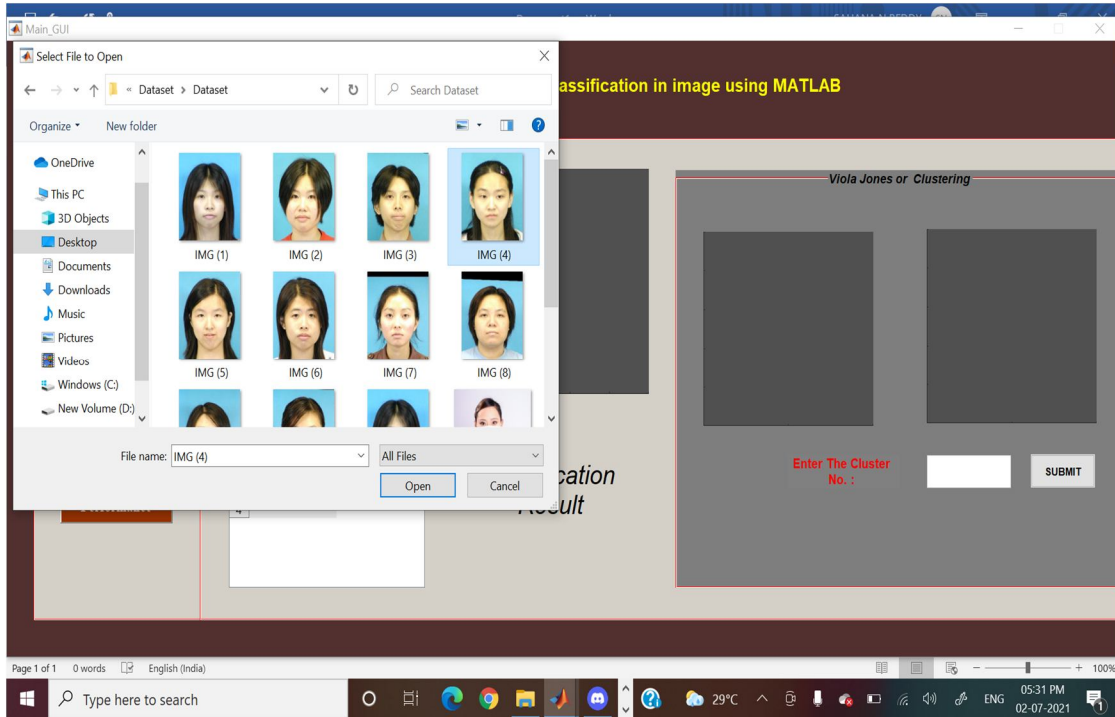 Main_GUI
Select File to Open
« Dataset › Dataset
Search Dataset
assification in image using MATLAB
Organize
New folder
OneDrive
This PC
3D Objects
Desktop
Documents
Downloads
Music
Pictures
Videos
Windows (C:)
New Volume (D:)
IMG (1)
IMG (2)
IMG (3)
IMG (4)
IMG (5)
IMG (6)
IMG (7)
IMG (8)
File name: IMG (4)
All Files
Open
Cancel
Viola Jones or Clustering
Enter The Cluster
No. :
SUBMIT
cation
Result
4
Page 1 of 1
0 words
English (India)
100%
Type here to search
29°C
ENG
05:31 PM
02-07-2021
1